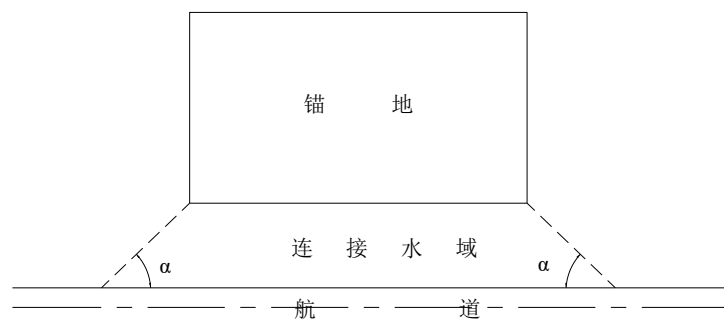 锚 地
连 接 水 域
α α
航 道